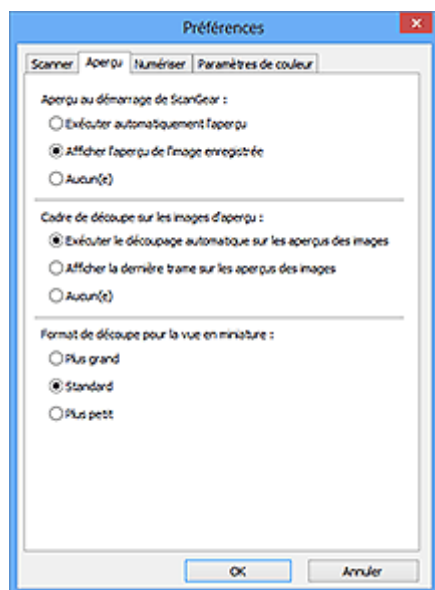 Préférences
Scanner Aperçu Numériser Paramètres de couleur
Aperçu au démarrage de ScanGear :
Exécuter automatiquement l'aperçu
Afficher l'aperçu de l'image enregistrée
Aucun(e)
Cadre de découpe sur les images d'aperçu :
Exécuter le découpage automatique sur les aperçus des images
Afficher la dernière trame sur les aperçus des images
Aucun(e)
Format de découpe pour la vue en miniature :
Plus grand
Standard
Plus petit
OK Annuler